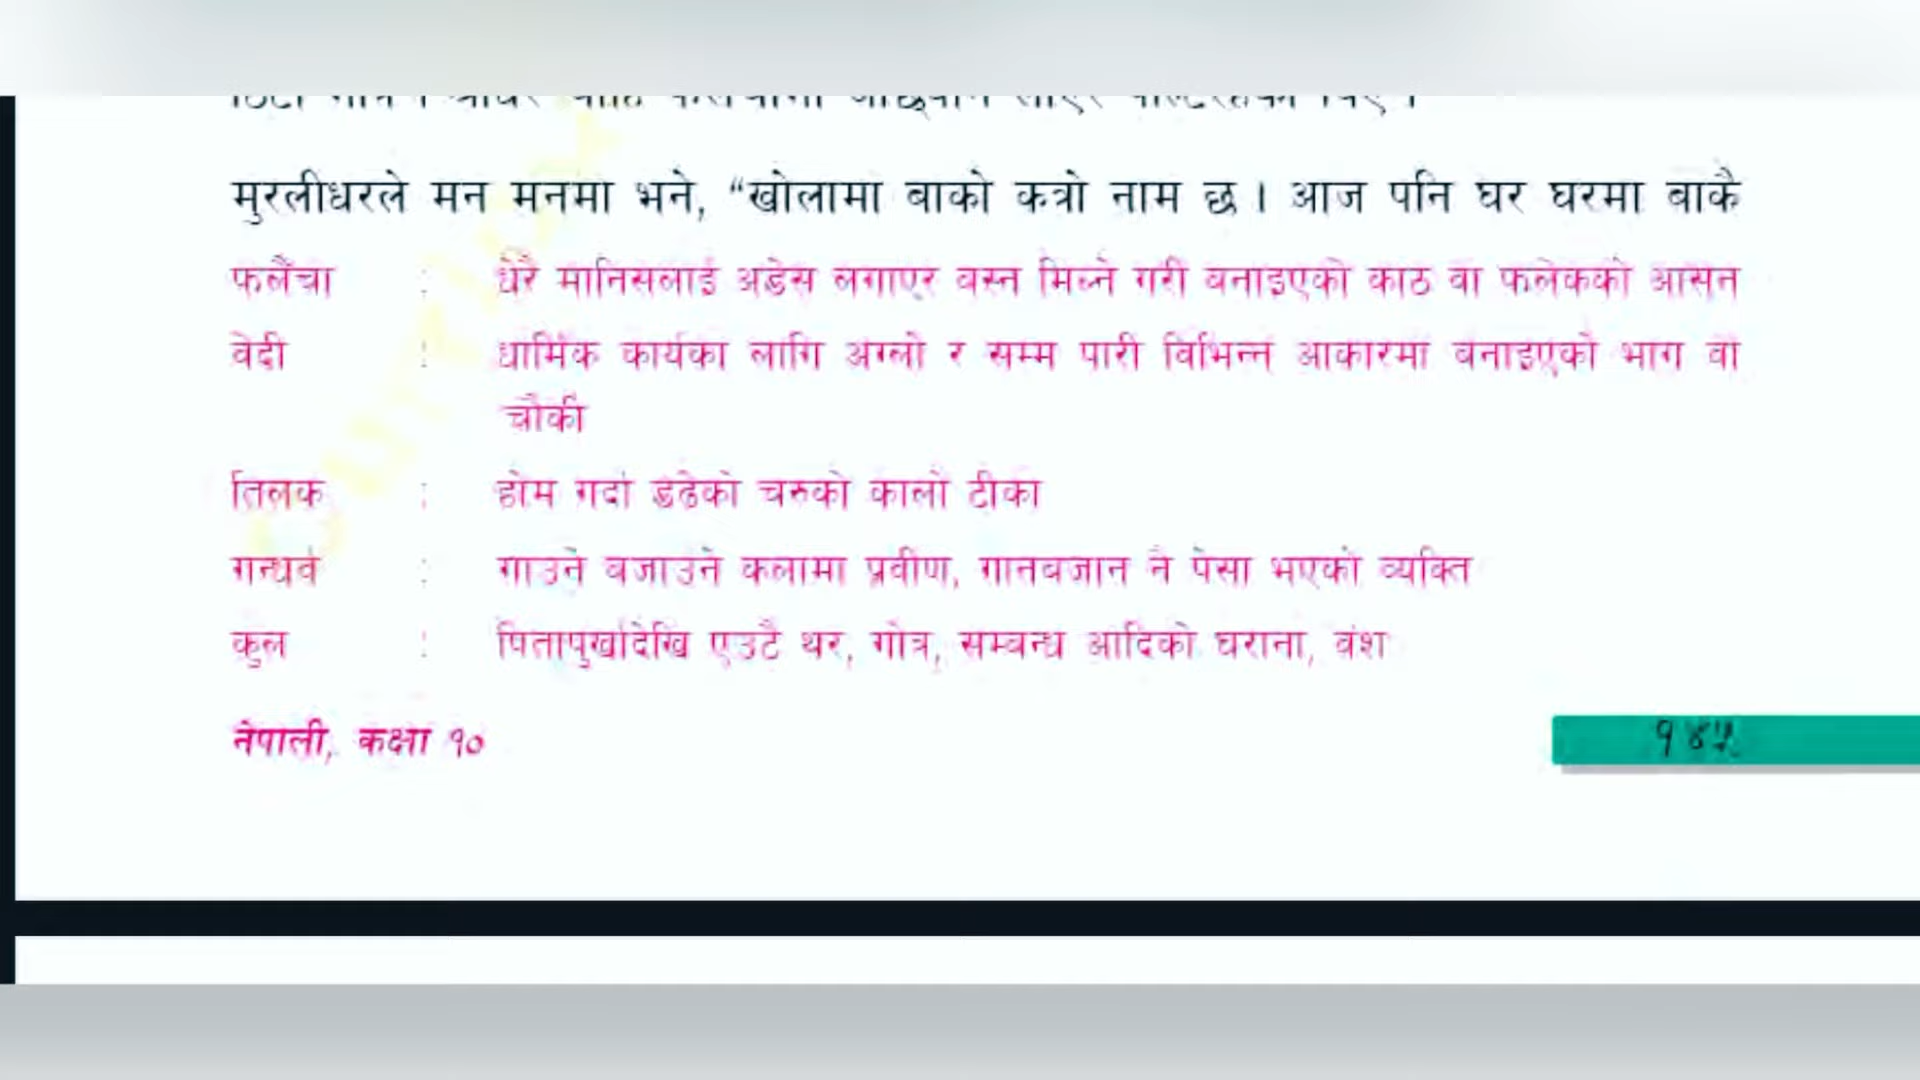 मुरलीधरले मन मनमा भने, “खोलामा बाको कत्रो नाम छ । आज पनि घर घरमा बाकै
फलैंचा : धेरै मानिसलाई अडेस लगाएर बस्न मिल्ने गरी बनाइएको काठ वा फलेकको आसन
वेदी : धार्मिक कार्यका लागि अग्लो र सम्म पारी विभिन्न आकारमा बनाइएको भाग वा
चौकी
तिलक : होम गर्दा डढेको चरुको कालो टीका
गन्धर्व : गाउने बजाउने कलामा प्रवीण, गानबजान नै पेसा भएको व्यक्ति
कुल : पितापुर्खादेखि एउटै थर, गोत्र, सम्बन्ध आदिको घराना, वंश
नेपाली, कक्षा १०
१४५